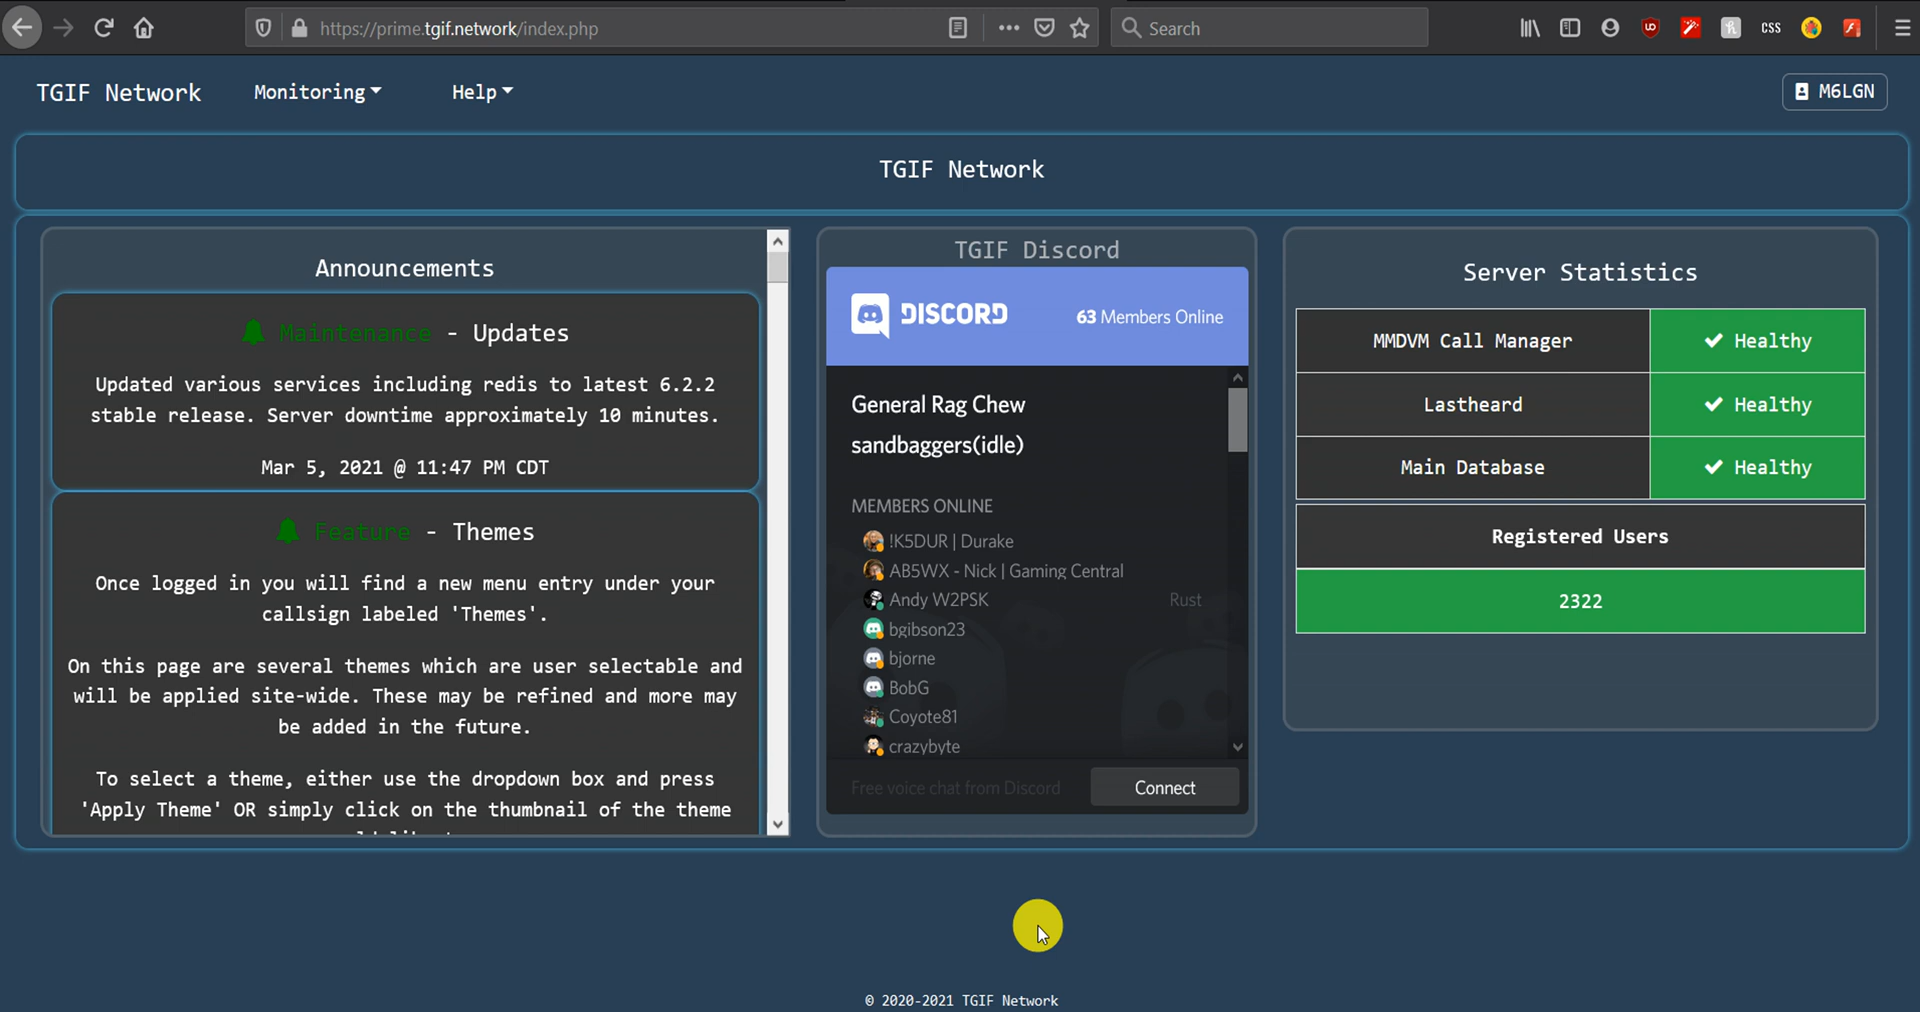 https://prime.tgif.network/index.php
Search
CSS
TGIF Network
Monitoring
Help
M6LGN
TGIF Network
Announcements
Maintenance - Updates
Updated various services including redis to latest 6.2.2
stable release. Server downtime approximately 10 minutes.
Mar 5, 2021 @ 11:47 PM CDT
Feature - Themes
Once logged in you will find a new menu entry under your
callsign labeled 'Themes'.
On this page are several themes which are user selectable and
will be applied site-wide. These may be refined and more may
be added in the future.
To select a theme, either use the dropdown box and press
'Apply Theme' OR simply click on the thumbnail of the theme
TGIF Discord
DISCORD
63 Members Online
General Rag Chew
sandbaggers(idle)
MEMBERS ONLINE
!K5DUR | Durake
AB5WX - Nick | Gaming Central
Andy W2PSK Rust
bgibson23
bjorne
BobG
Coyote81
crazybyte
Free voice chat from Discord
Connect
Server Statistics
MMDVM Call Manager Healthy
Lastheard Healthy
Main Database Healthy
Registered Users
2322
© 2020-2021 TGIF Network